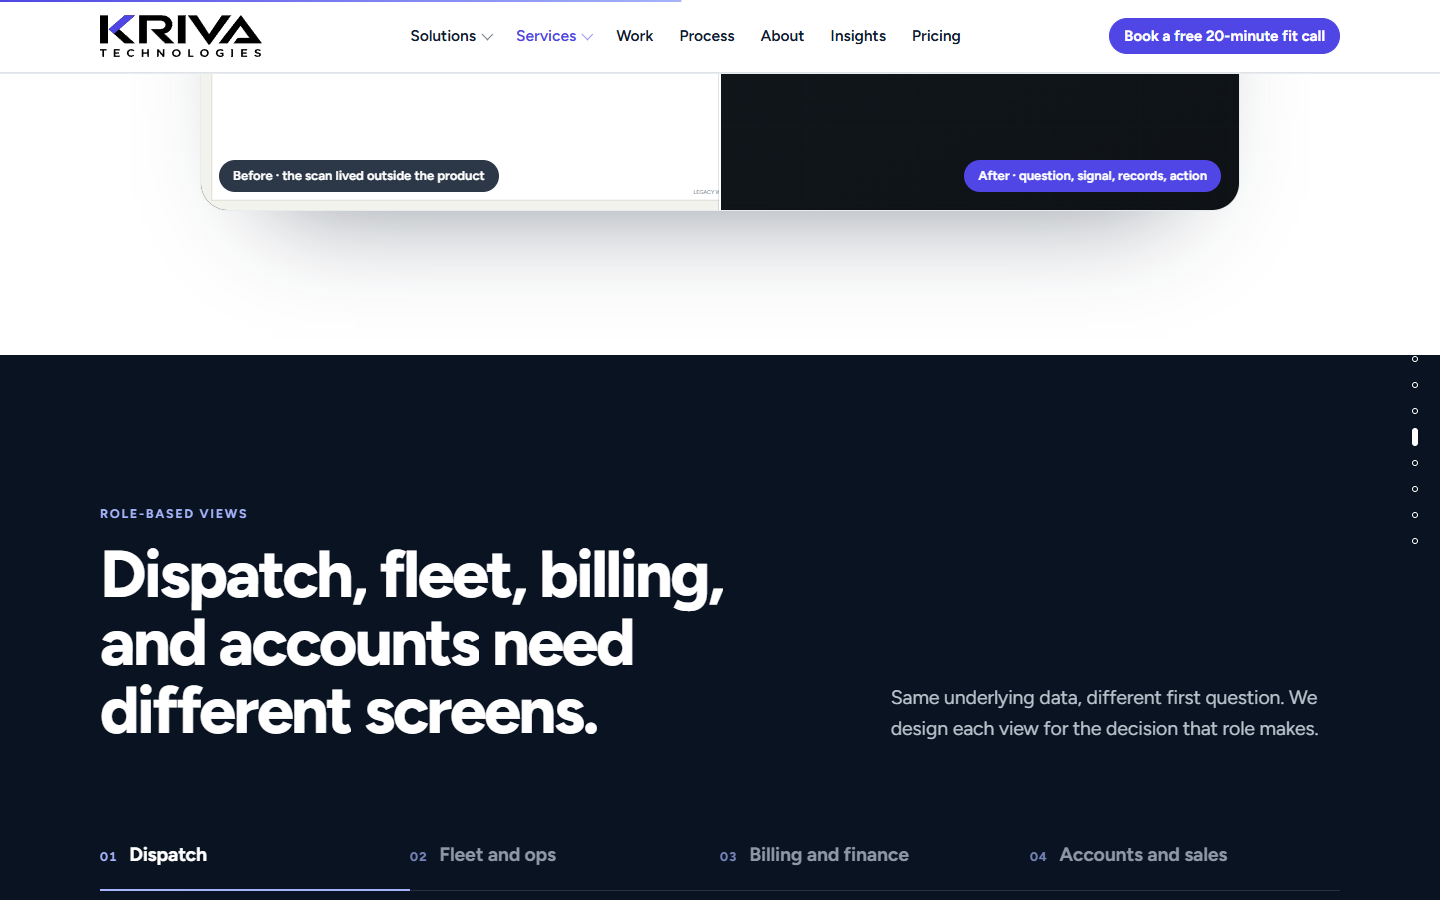 KRIVA
TECHNOLOGIES
Solutions
Services
Work
Process
About
Insights
Pricing
Book a free 20-minute fit call
Before · the scan lived outside the product
LEGACY
After · question, signal, records, action
ROLE-BASED VIEWS
Dispatch, fleet, billing,
and accounts need
different screens.
Same underlying data, different first question. We
design each view for the decision that role makes.
01 Dispatch
02 Fleet and ops
03 Billing and finance
04 Accounts and sales